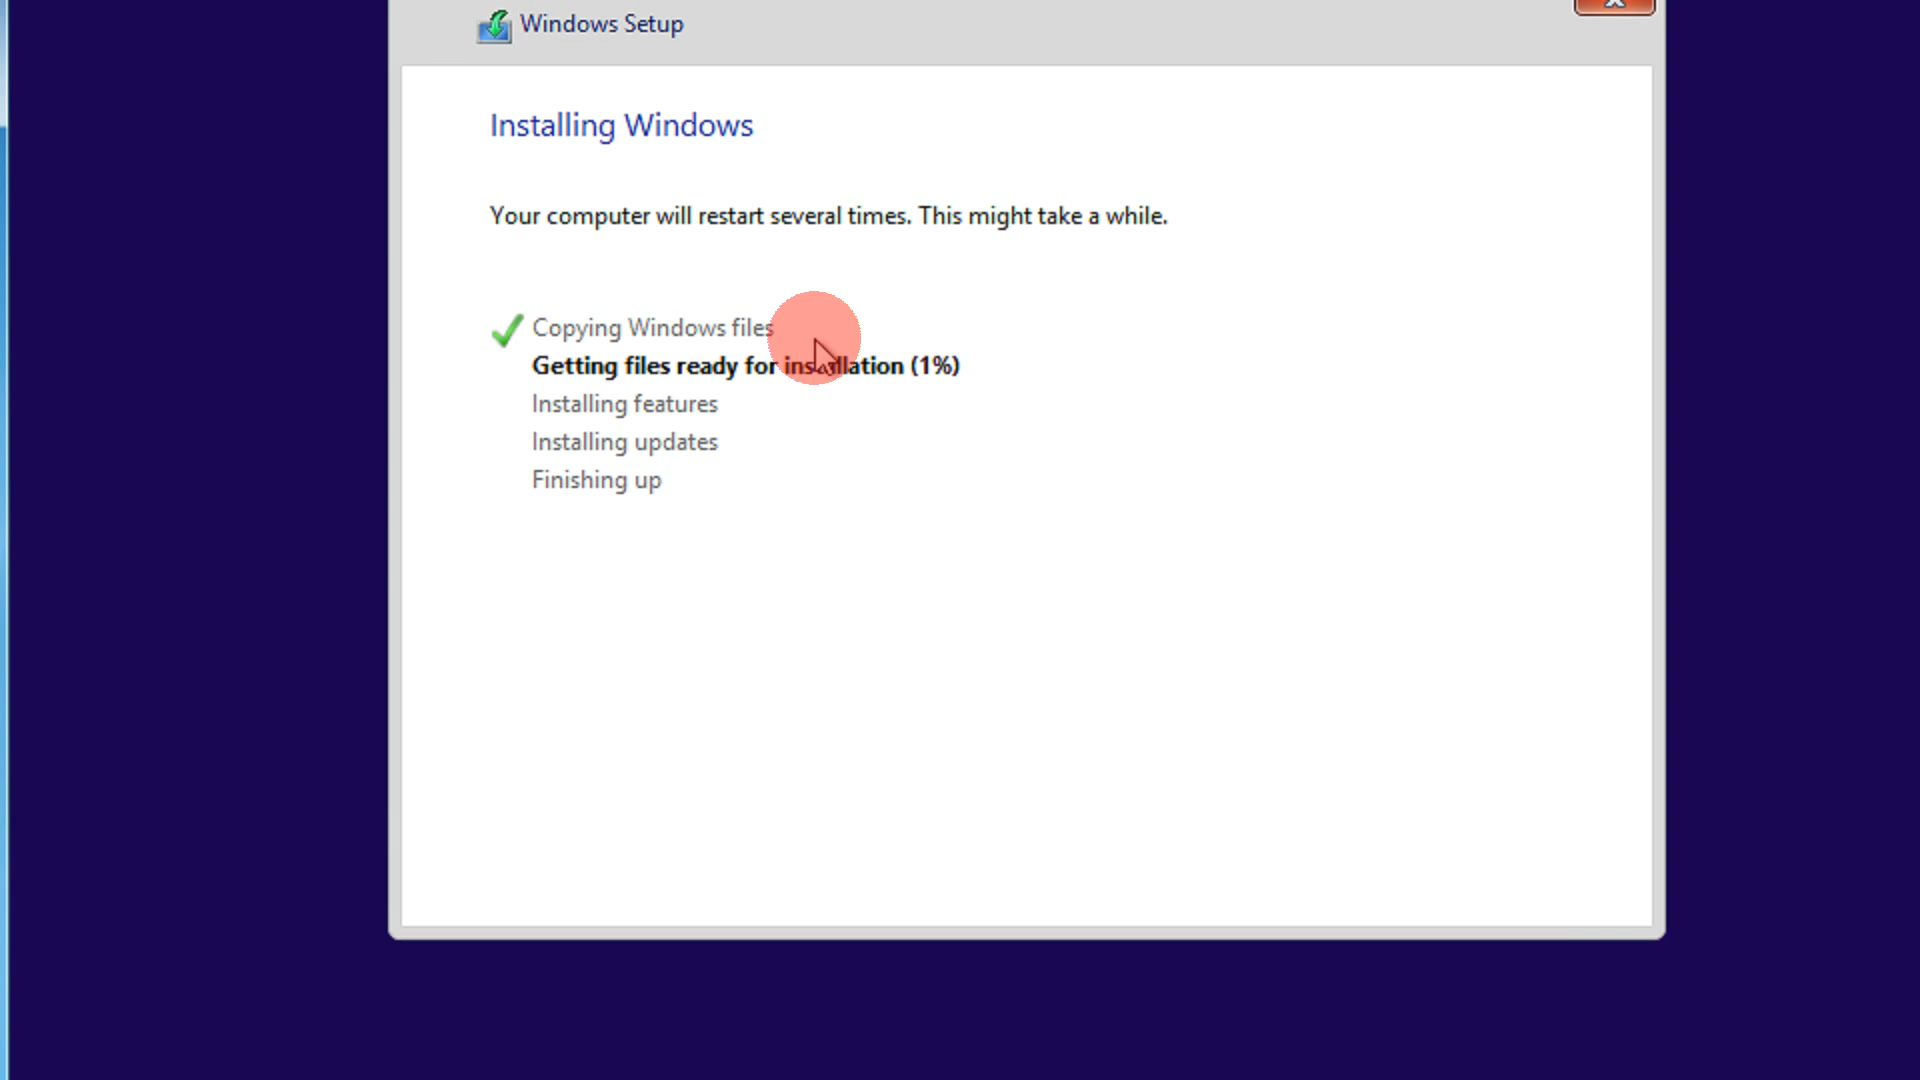 Windows Setup
Installing Windows
Your computer will restart several times. This might take a while.
Copying Windows files
Getting files ready for installation (1%)
Installing features
Installing updates
Finishing up